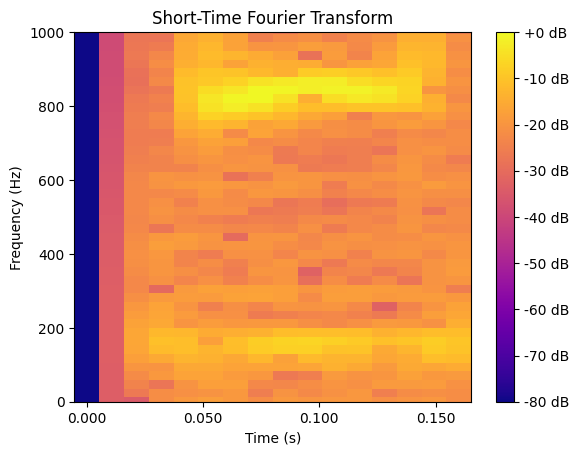 Short-Time Fourier Transform
1000
800
600
400
200
0
Frequency (Hz)
0.000
0.050
0.100
0.150
Time (s)
+0 dB
-10 dB
-20 dB
-30 dB
-40 dB
-50 dB
-60 dB
-70 dB
-80 dB